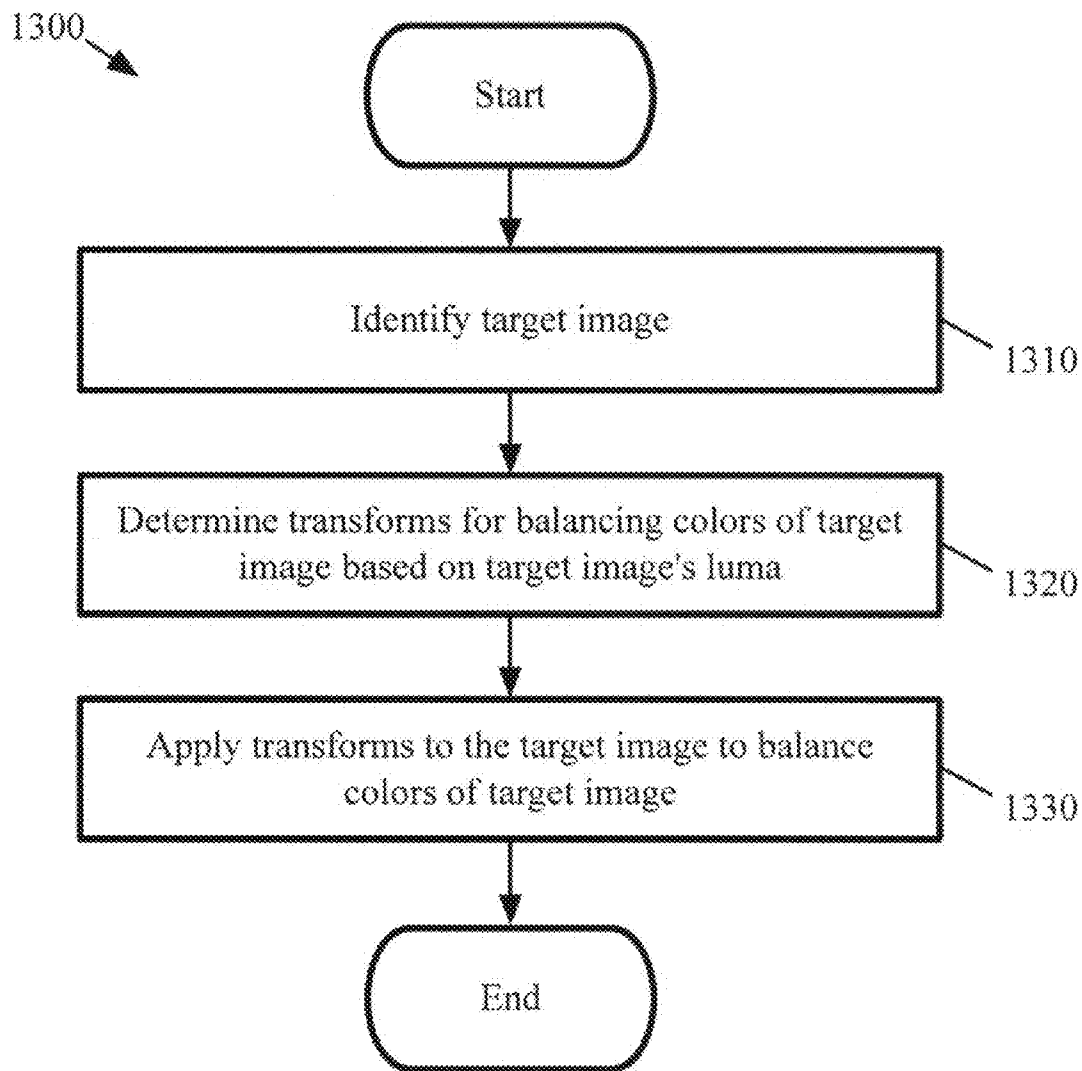 1300
Start
Identify target image
1310
Determine transforms for balancing colors of target
image based on target image's luma
1320
Apply transforms to the target image to balance
colors of target image
1330
End